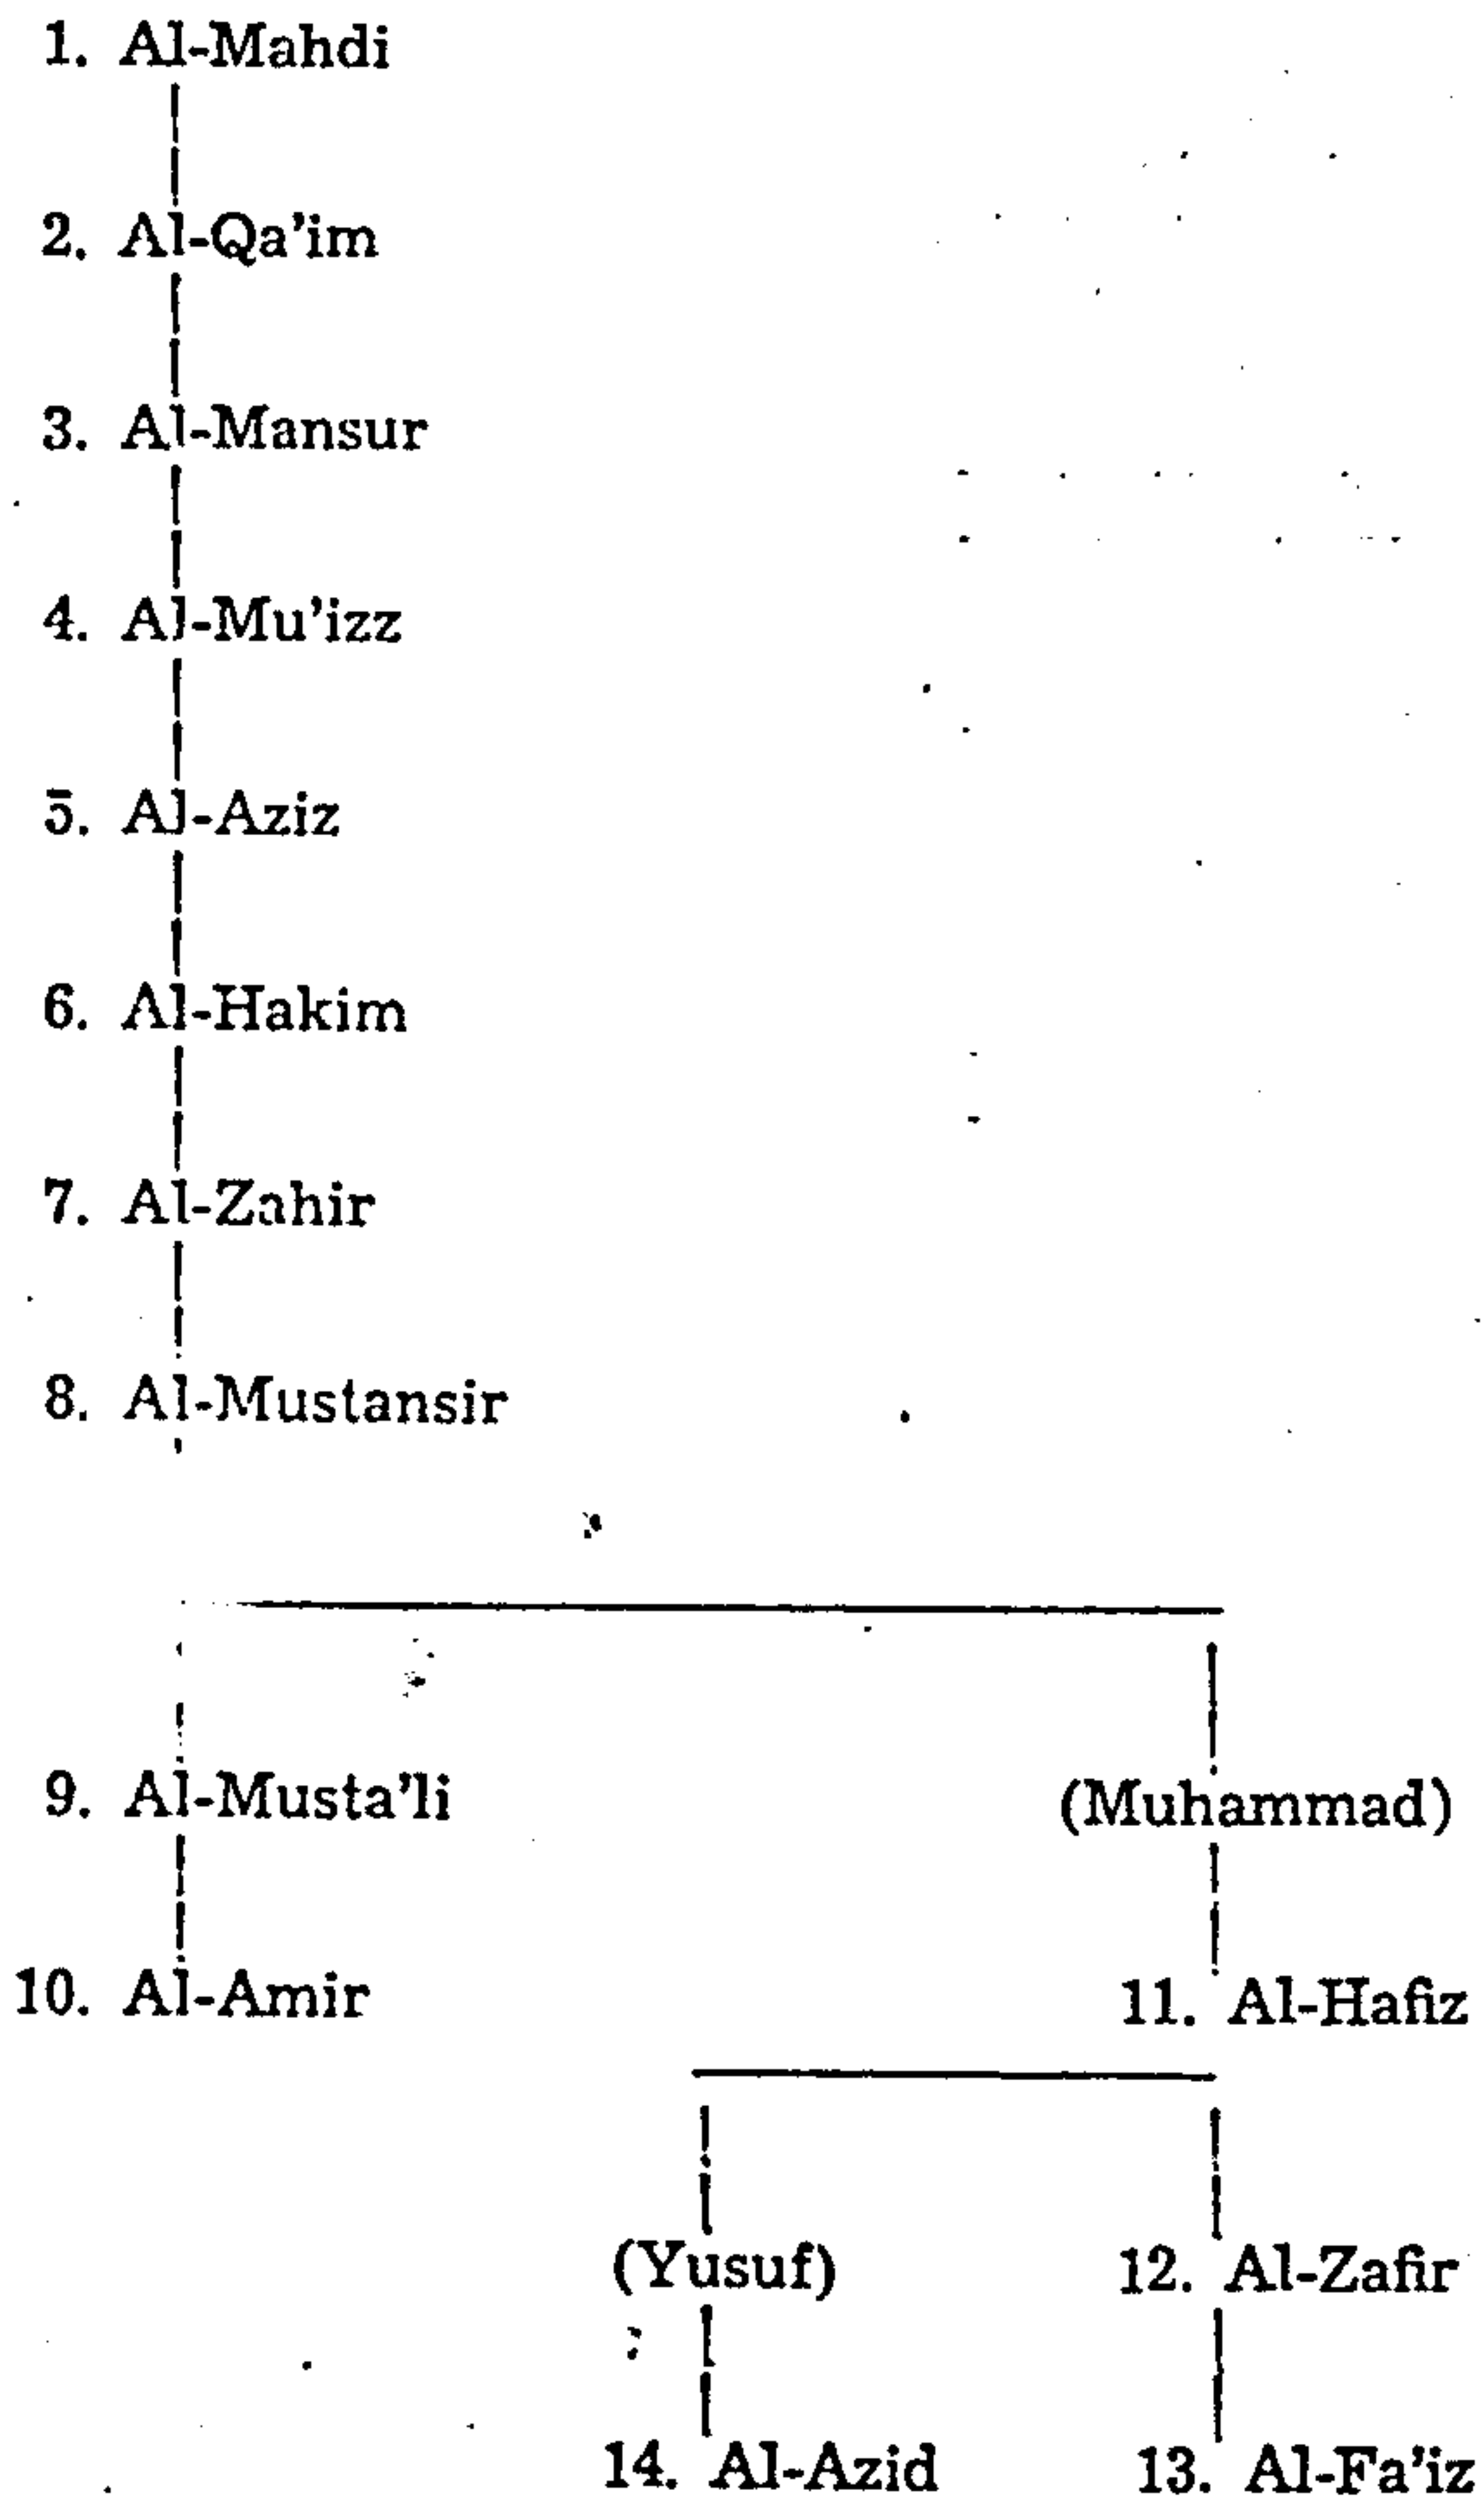 1. Al-Mahdi
2. Al-Qa'im
3. Al-Mansur
4. Al-Mu'izz
5. Al-Aziz
6. Al-Hakim
7. Al-Zahir
8. Al-Mustansir
9. Al-Musta'li (Muhammad)
10. Al-Amir 11. Al-Hafiz
(Yusuf) 12. Al-Zafir
14. Al-Azid 13. Al-Fa'iz